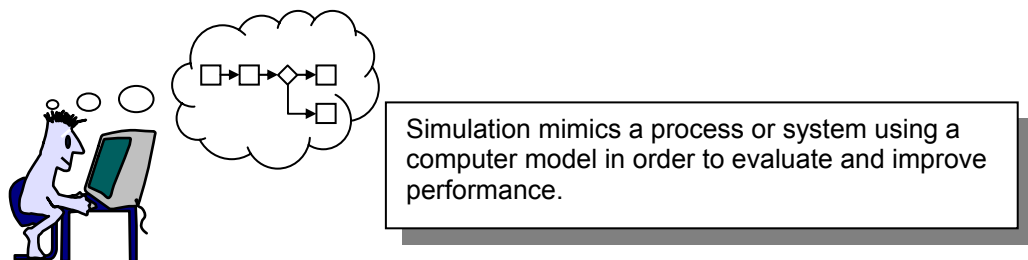 Simulation mimics a process or system using a
computer model in order to evaluate and improve
performance.